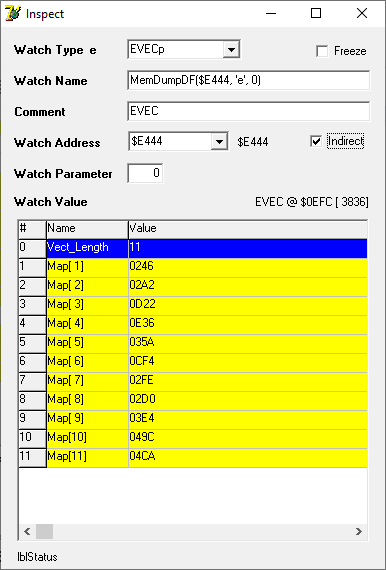 Inspect
Watch Type e EVECp Freeze
Watch Name MemDumpDF($E444, 'e', 0)
Comment EVEC
Watch Address $E444 $E444 Indirect
Watch Parameter 0
Watch Value EVEC @ $0EFC [ 3836]
# Name Value
0 Vect_Length 11
1 Map[ 1] 0246
2 Map[ 2] 02A2
3 Map[ 3] 0D22
4 Map[ 4] 0E36
5 Map[ 5] 035A
6 Map[ 6] 0CF4
7 Map[ 7] 02FE
8 Map[ 8] 02D0
9 Map[ 9] 03E4
10 Map[10] 049C
11 Map[11] 04CA
lblStatus